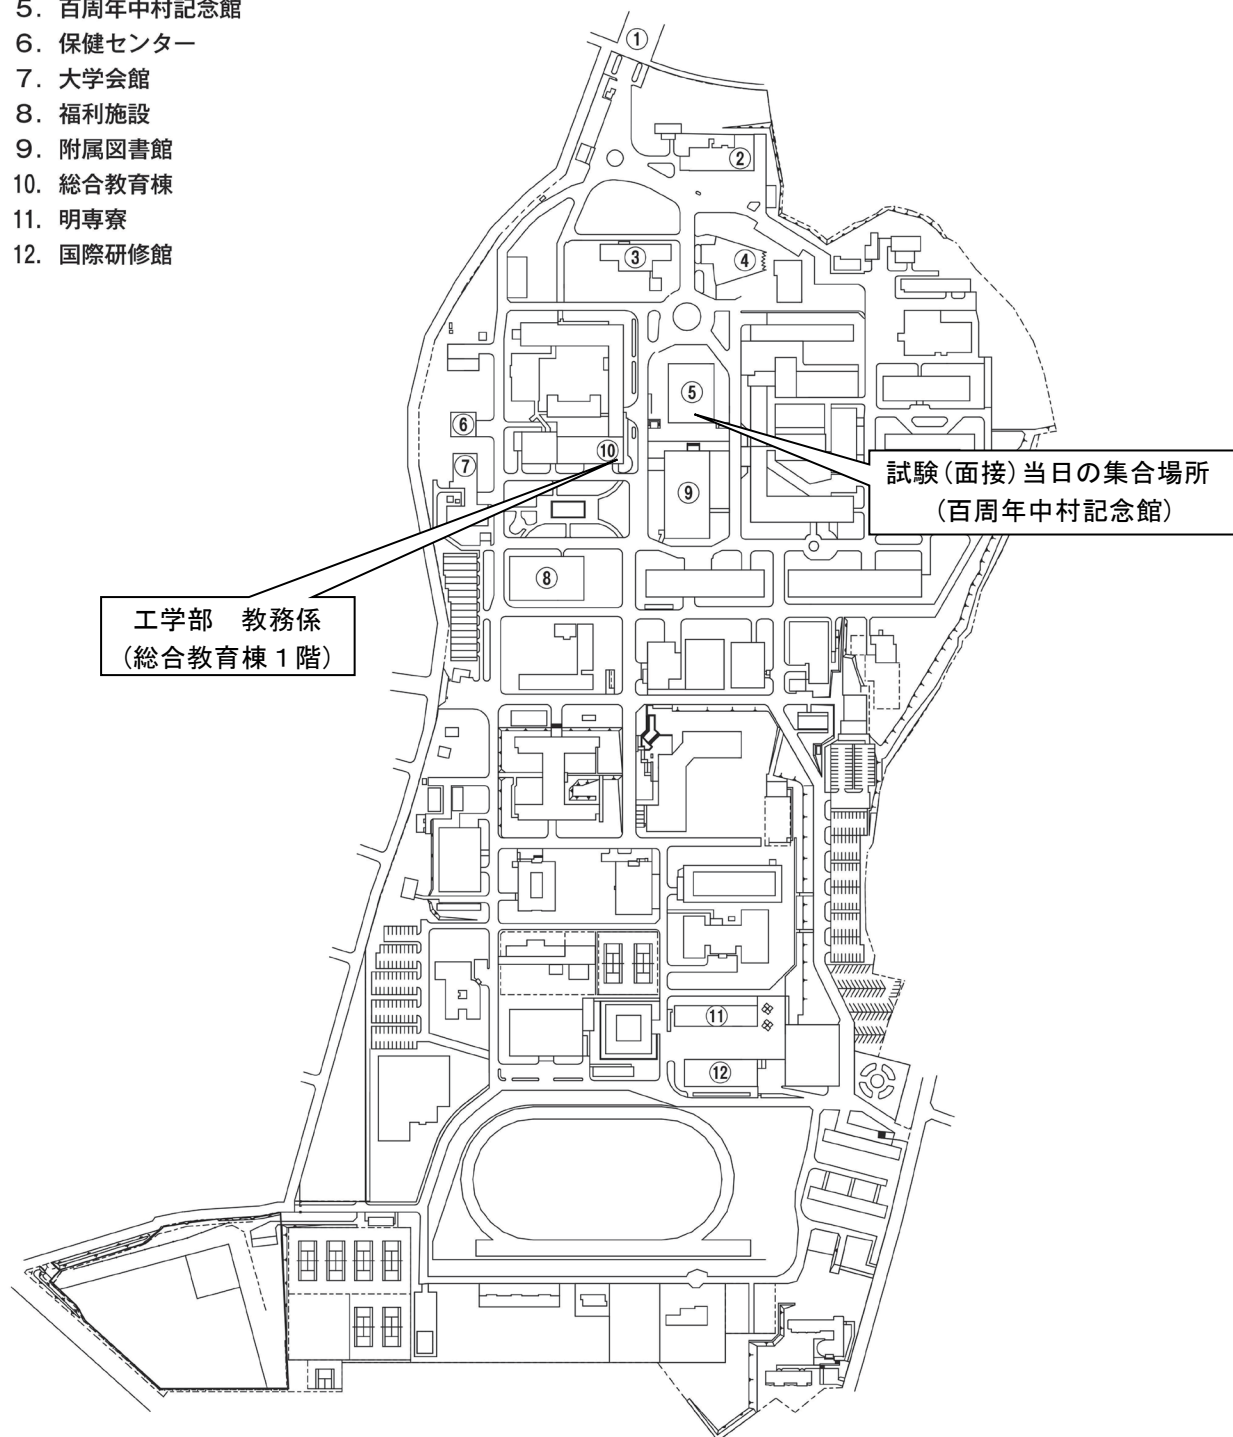 5. 百周年中村記念館
6. 保健センター
7. 大学会館
8. 福利施設
9. 附属図書館
10. 総合教育棟
11. 明専寮
12. 国際研修館
①
②
③
④
⑤
⑥
⑩
⑦
⑨
試験(面接)当日の集合場所
(百周年中村記念館)
⑧
工学部　教務係
(総合教育棟1階)
⑪
⑫